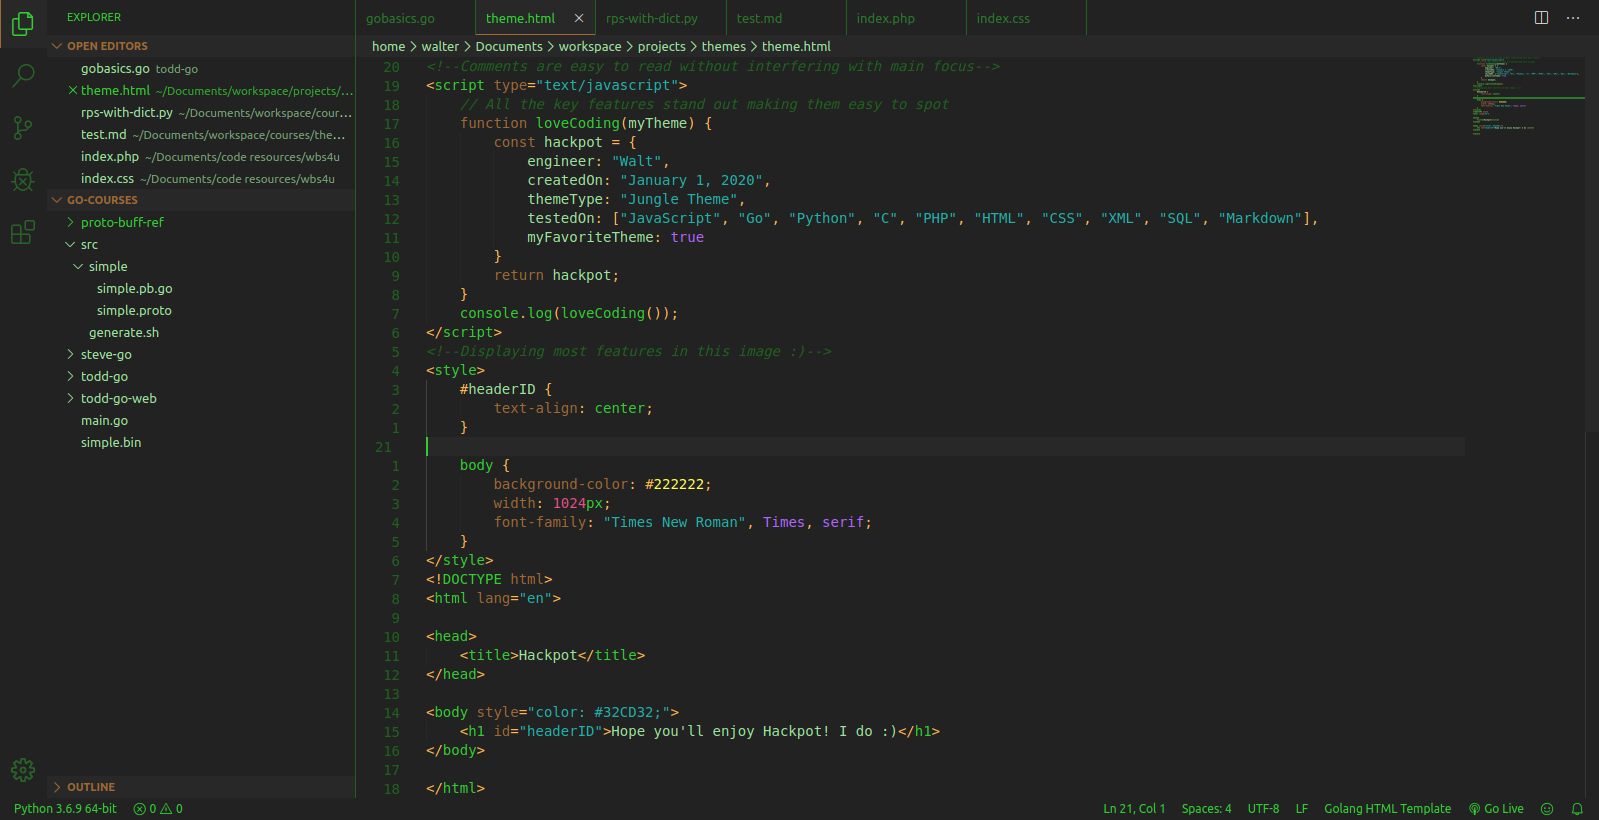 EXPLORER
gobasics.go theme.html × rps-with-dict.py test.md index.php index.css ···
OPEN EDITORS
gobasics.go todd-go
× theme.html ~/Documents/workspace/projects/...
rps-with-dict.py ~/Documents/workspace/cour...
test.md ~/Documents/workspace/courses/the...
index.php ~/Documents/code resources/wbs4u
index.css ~/Documents/code resources/wbs4u
GO-COURSES
> proto-buff-ref
src
simple
simple.pb.go
simple.proto
generate.sh
> steve-go
> todd-go
> todd-go-web
main.go
simple.bin
> OUTLINE
home > walter > Documents > workspace > projects > themes > theme.html
20 <!--Comments are easy to read without interfering with main focus-->
19 <script type="text/javascript">
18 // All the key features stand out making them easy to spot
17 function loveCoding(myTheme) {
16 const hackpot = {
15 engineer: "Walt",
14 createdOn: "January 1, 2020",
13 themeType: "Jungle Theme",
12 testedOn: ["JavaScript", "Go", "Python", "C", "PHP", "HTML", "CSS", "XML", "SQL", "Markdown"],
11 myFavoriteTheme: true
10 }
9 return hackpot;
8 }
7 console.log(loveCoding());
6 </script>
5 <!--Displaying most features in this image :)-->
4 <style>
3 #headerID {
2 text-align: center;
1 }
21
1 body {
2 background-color: #222222;
3 width: 1024px;
4 font-family: "Times New Roman", Times, serif;
5 }
6 </style>
7 <!DOCTYPE html>
8 <html lang="en">
9
10 <head>
11 <title>Hackpot</title>
12 </head>
13
14 <body style="color: #32CD32;">
15 <h1 id="headerID">Hope you'll enjoy Hackpot! I do :)</h1>
16 </body>
17
18 </html>
Python 3.6.9 64-bit 0 0 Ln 21, Col 1 Spaces: 4 UTF-8 LF Golang HTML Template Go Live